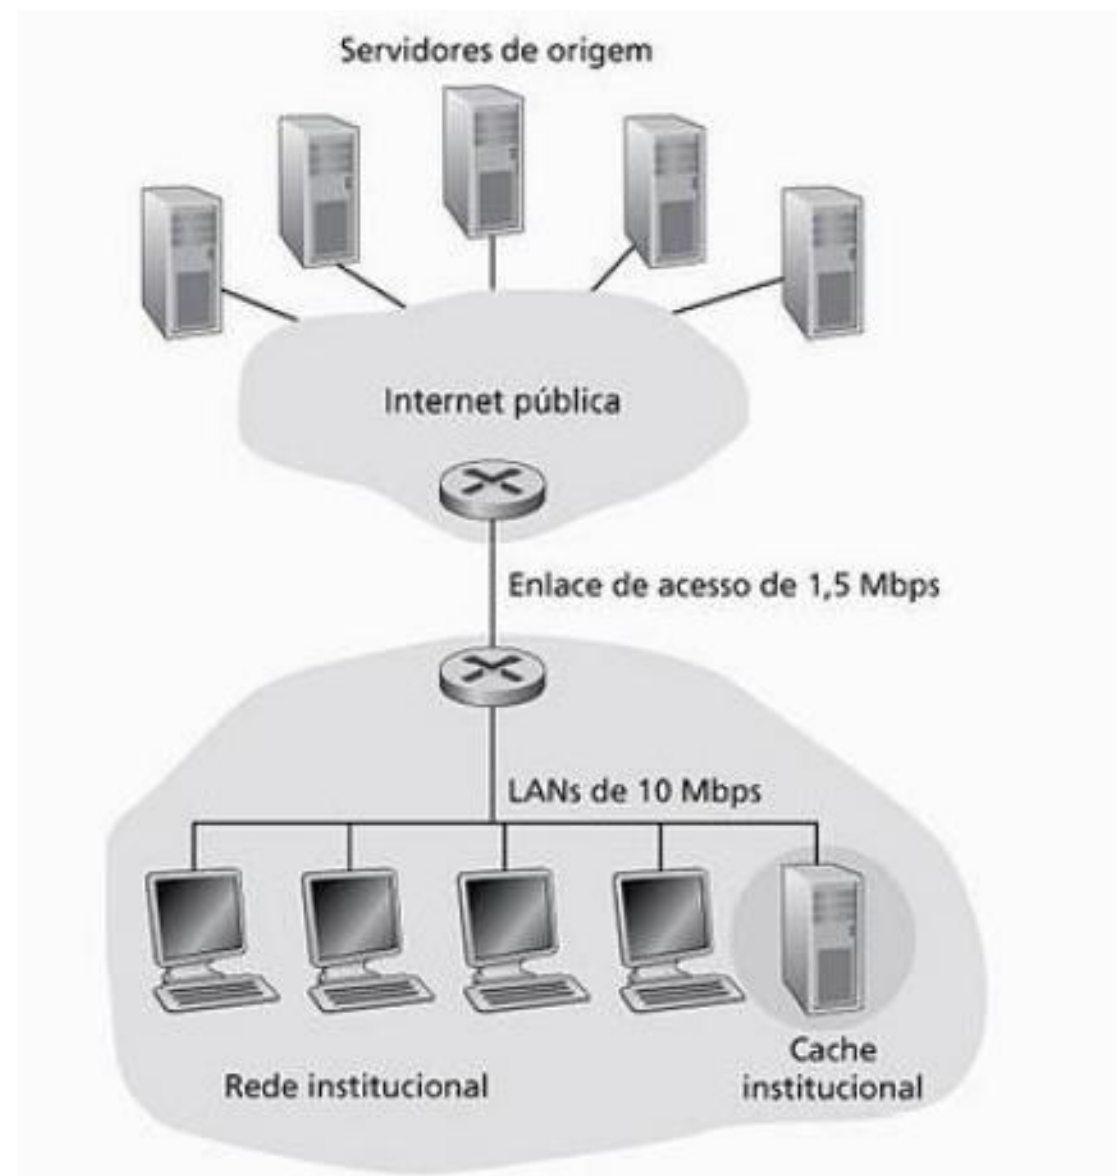 Servidores de origem
Internet pública
Enlace de acesso de 1,5 Mbps
LANs de 10 Mbps
Rede institucional
Cache
institucional